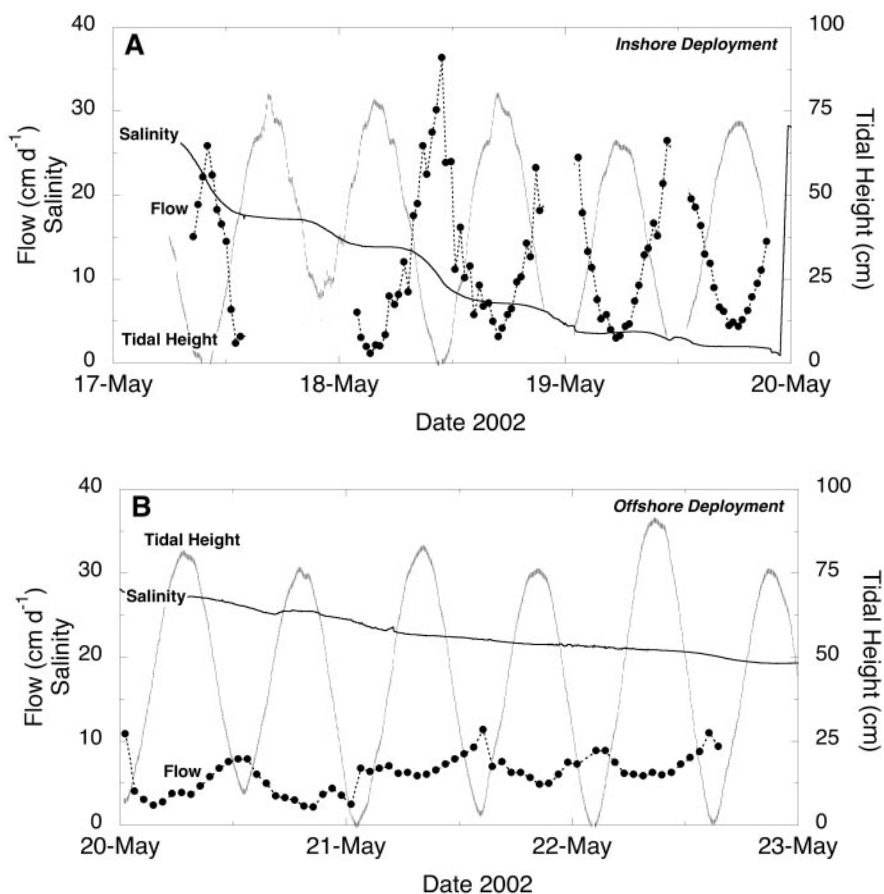 A
Inshore Deployment
40
30
20
10
0
Flow (cm d⁻¹)
Salinity
100
75
50
25
0
Tidal Height (cm)
Salinity
Flow
Tidal Height
17-May
18-May
19-May
20-May
Date 2002
B
Offshore Deployment
40
30
20
10
0
Flow (cm d⁻¹)
Salinity
100
75
50
25
0
Tidal Height (cm)
Tidal Height
Salinity
Flow
20-May
21-May
22-May
23-May
Date 2002